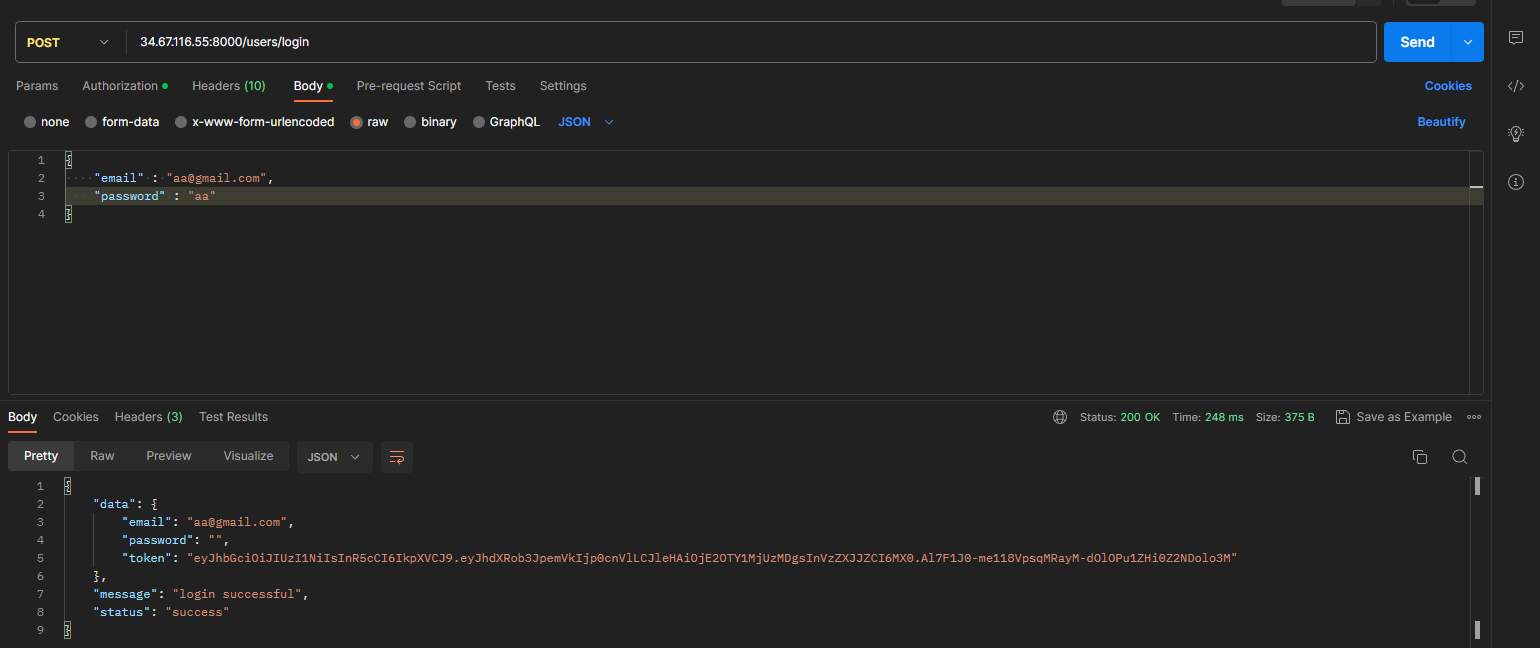 POST 34.67.116.55:8000/users/login Send
Params Authorization Headers (10) Body Pre-request Script Tests Settings Cookies
none form-data x-www-form-urlencoded raw binary GraphQL JSON Beautify
1 {
2 "email" : "aa@gmail.com",
3 "password" : "aa"
4 }
Body Cookies Headers (3) Test Results Status: 200 OK Time: 248 ms Size: 375 B Save as Example
Pretty Raw Preview Visualize JSON
1 {
2 "data": {
3 "email": "aa@gmail.com",
4 "password": "",
5 "token": "eyJhbGciOiJIUzI1NiIsInR5cCI6IkpXVCJ9.eyJhdXRob3JpemVkIjp0cnVlLCJleHAiOjE2OTY1MjUzMDgsInVzZXJJZCI6MX0.Al7F1J0-me118VpsqMRayM-dOlOPu1ZHi0Z2NDolo3M"
6 },
7 "message": "login successful",
8 "status": "success"
9 }